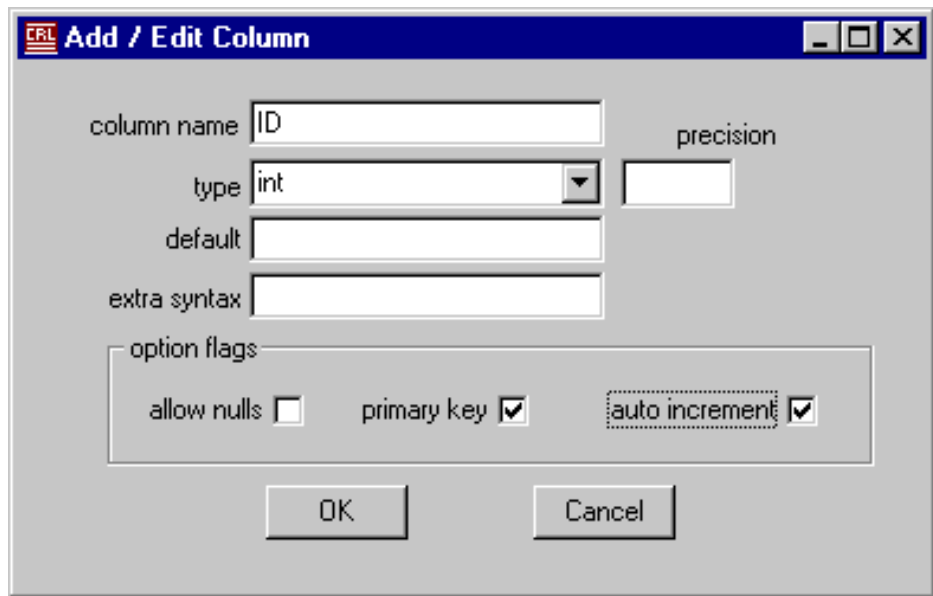 CRL Add / Edit Column
column name ID
precision
type int
default
extra syntax
option flags
allow nulls primary key auto increment
OK Cancel